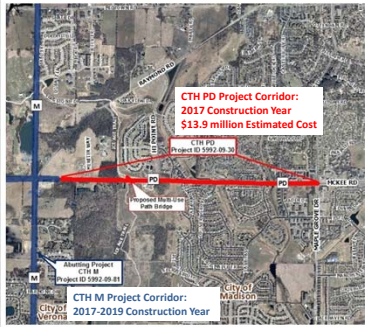 RAYMOND RD
M
CTH PD Project Corridor:
2017 Construction Year
$13.9 million Estimated Cost
CTH PD
Project ID 5992-09-30
PD
PD
MCKEE RD
Proposed Multi-Use
Path Bridge
MAPLE GROVE DR
Abutting Project
CTH M
Project ID 5992-09-81
M
City of
Verona
City of
Madison
CTH M Project Corridor:
2017-2019 Construction Year